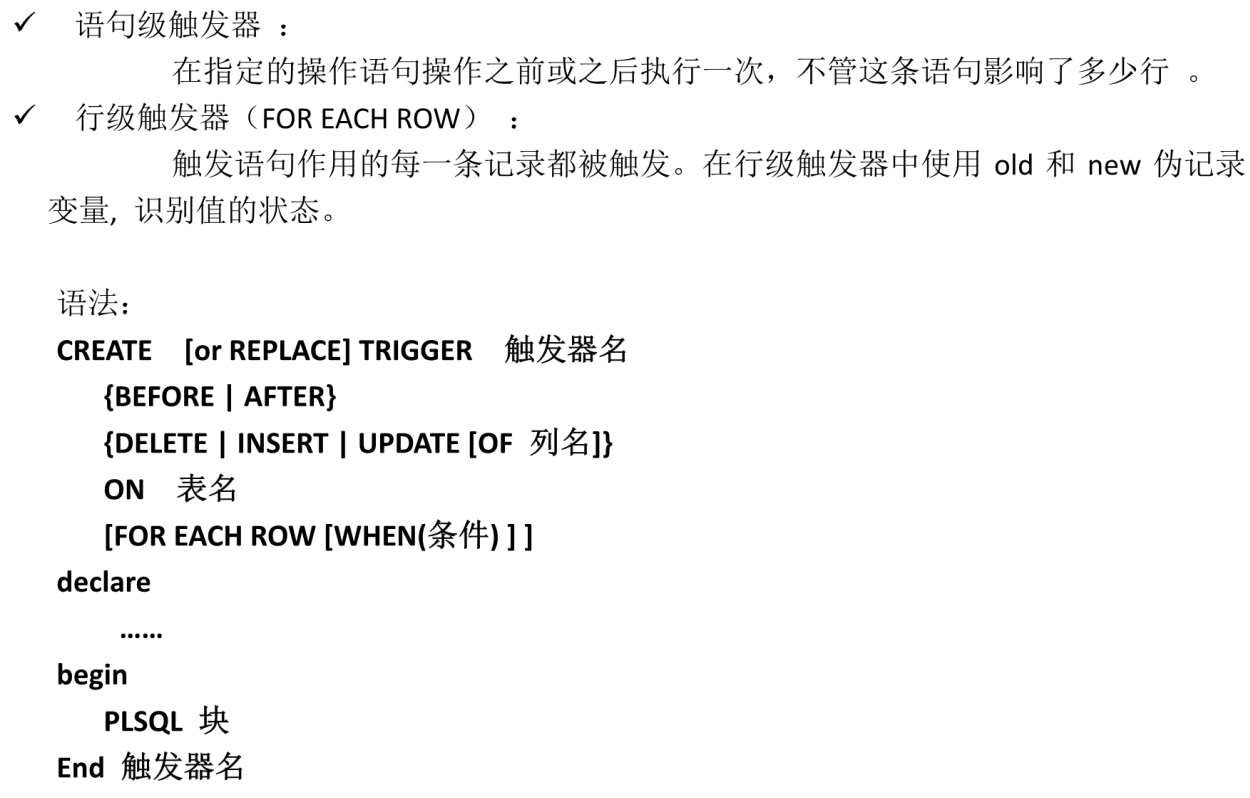 ✓ 语句级触发器 ：
在指定的操作语句操作之前或之后执行一次，不管这条语句影响了多少行 。
✓ 行级触发器（FOR EACH ROW） ：
触发语句作用的每一条记录都被触发。在行级触发器中使用 old 和 new 伪记录
变量, 识别值的状态。
语法：
CREATE [or REPLACE] TRIGGER 触发器名
{BEFORE | AFTER}
{DELETE | INSERT | UPDATE [OF 列名]}
ON 表名
[FOR EACH ROW [WHEN(条件) ] ]
declare
……
begin
PLSQL 块
End 触发器名